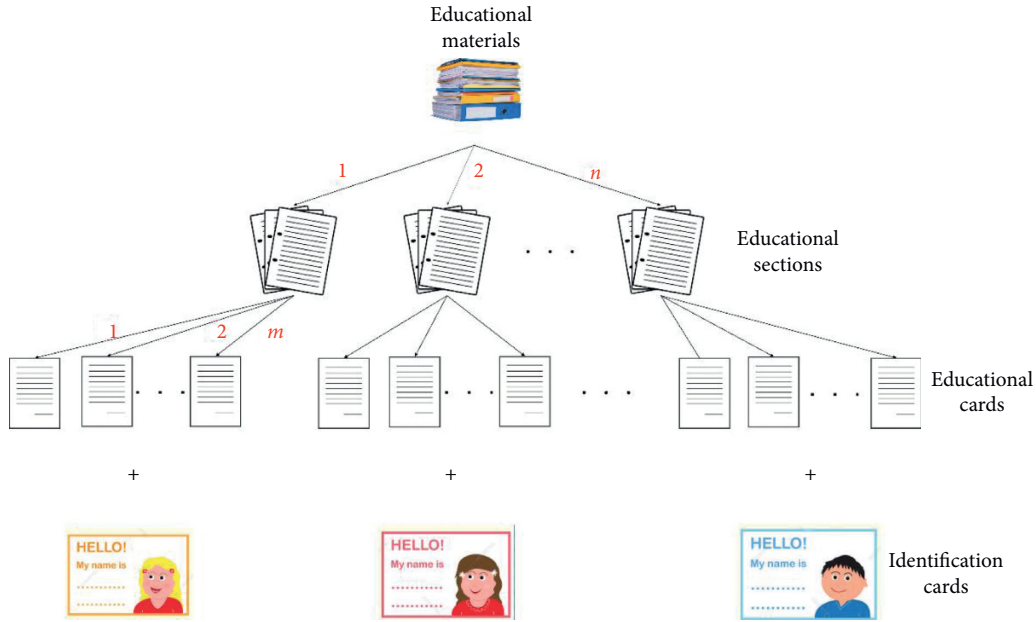 Educational
materials
1
2
n
Educational
sections
. . .
1
2
m
Educational
cards
. . .
. . .
. . .
. . .
+
+
+
HELLO!
My name is
............
............
HELLO!
My name is
............
............
HELLO!
My name is
............
............
Identification
cards